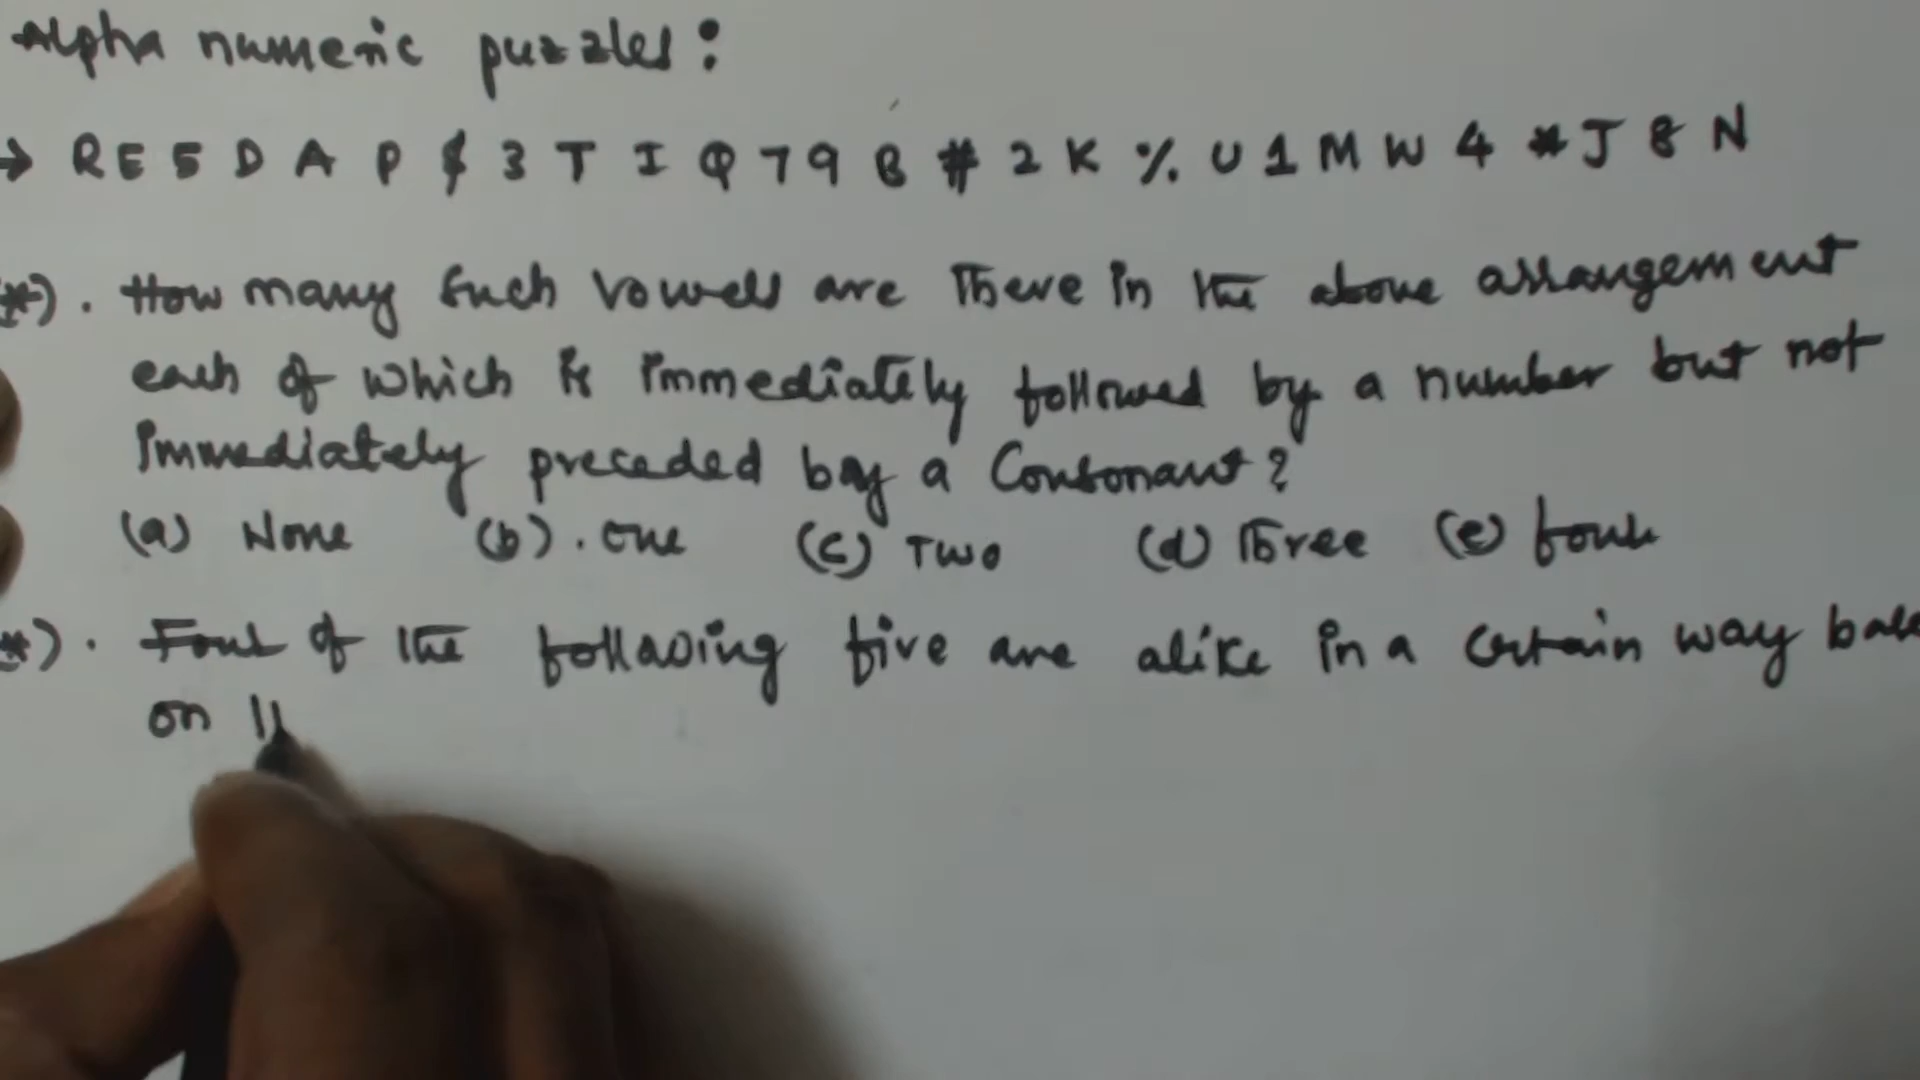 Alpha numeric puzzles:
→ R E 5 D A P $ 3 T I Q 7 9 B # 2 K % U 1 M W 4 * J 8 N
*). How many such vowels are there in the above arrangement
each of which is immediately followed by a number but not
immediately preceded by a Consonant?
(a) None (b). one (c) Two (d) Three (e) four
*). Four of the following five are alike in a certain way base
on